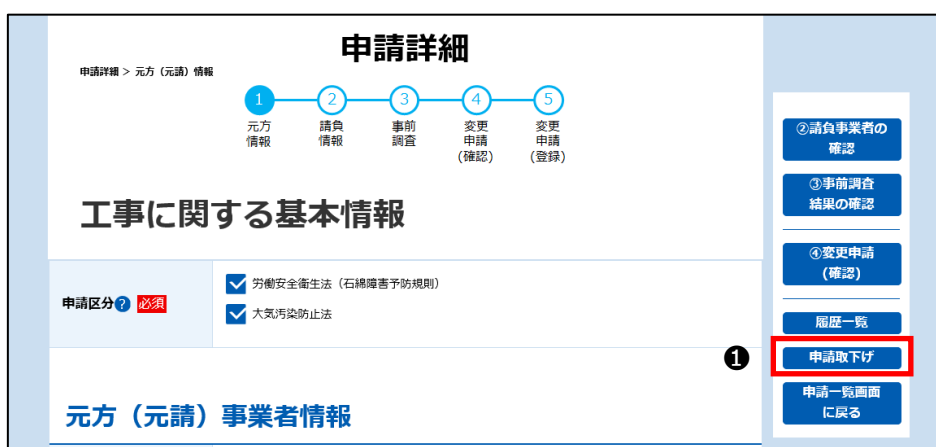 申請詳細
申請詳細 > 元方（元請）情報
1 2 3 4 5
元方 請負 事前 変更 変更
情報 情報 調査 申請 申請
(確認) (登録)
工事に関する基本情報
申請区分? 必須
労働安全衛生法（石綿障害予防規則）
大気汚染防止法
元方（元請）事業者情報
②請負事業者の
確認
③事前調査
結果の確認
④変更申請
(確認)
履歴一覧
❶
申請取下げ
申請一覧画面
に戻る